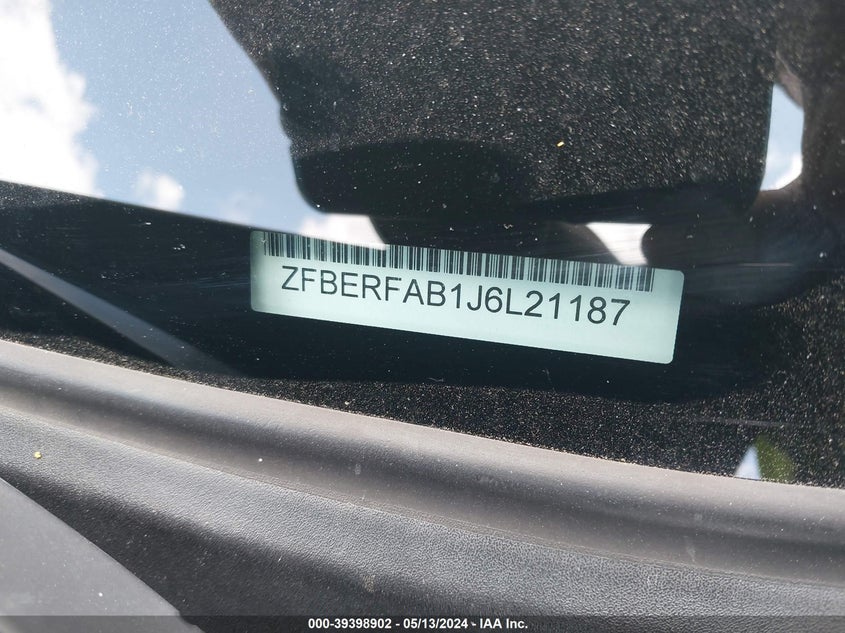 ZFBERFAB1J6L21187
000-39398902 - 05/13/2024 - IAA Inc.